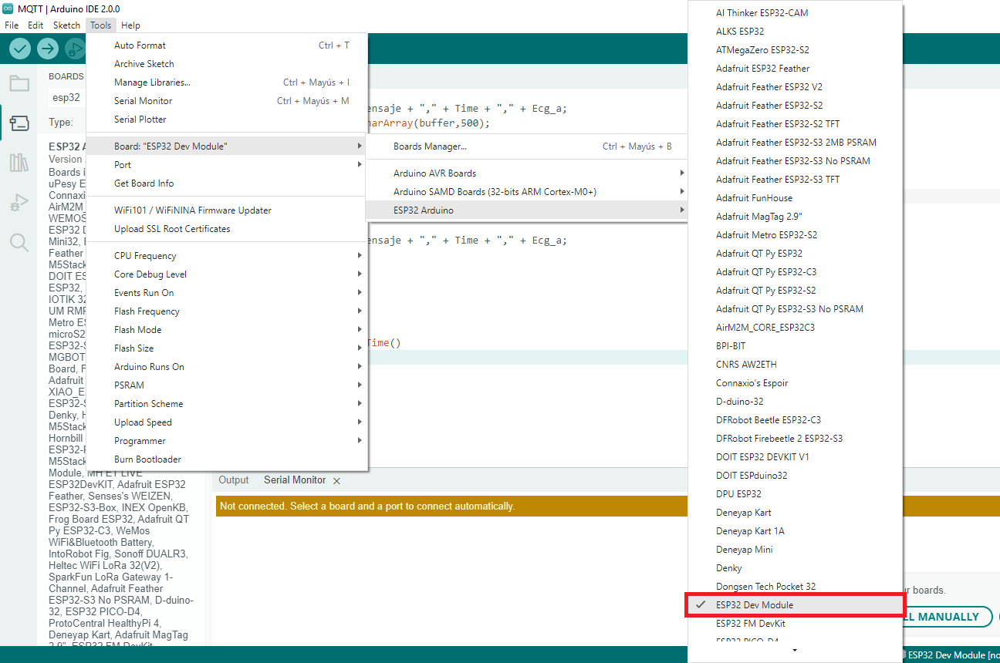 MQTT | Arduino IDE 2.0.0
File Edit Sketch Tools Help
BOARDS
esp32
Type:
ESP32 A
Version
Boards i
uPesy E
Connaxi
AirM2M_
WEMOS
ESP32 D
Mini32, E
Feather
M5Stack
DOIT ES
ESP32,
IOTIK 32
UM RMP
Metro ES
microS2
ESP32-S
MGBOT
Board, F
Adafruit
XIAO_E
ESP32-S
Denky, H
M5Stack
Hornbill
ESP32-P
M5Stack
Module, MH ET LIVE
ESP32DevKIT, Adafruit ESP32
Feather, Senses's WEIZEN,
ESP32-S3-Box, INEX OpenKB,
Frog Board ESP32, Adafruit QT
Py ESP32-C3, WeMos
WiFi&Bluetooth Battery,
IntoRobot Fig, Sonoff DUALR3,
Heltec WiFi LoRa 32(V2),
SparkFun LoRa Gateway 1-
Channel, Adafruit Feather
ESP32-S3 No PSRAM, D-duino-
32, ESP32 PICO-D4,
ProtoCentral HealthyPi 4,
Deneyap Kart, Adafruit MagTag
2.9", ESP32 FM DevKit,
Auto Format Ctrl + T
Archive Sketch
Manage Libraries... Ctrl + Mayús + I
Serial Monitor Ctrl + Mayús + M
Serial Plotter
Board: "ESP32 Dev Module"
Port
Get Board Info
WiFi101 / WiFiNINA Firmware Updater
Upload SSL Root Certificates
CPU Frequency
Core Debug Level
Events Run On
Flash Frequency
Flash Mode
Flash Size
Arduino Runs On
PSRAM
Partition Scheme
Upload Speed
Programmer
Burn Bootloader
ensaje + "," + Time + "," + Ecg_a;
harArray(buffer,500);
Boards Manager... Ctrl + Mayús + B
Arduino AVR Boards
Arduino SAMD Boards (32-bits ARM Cortex-M0+)
ESP32 Arduino
ensaje + "," + Time + "," + Ecg_a;
Time()
Output Serial Monitor
Not connected. Select a board and a port to connect automatically.
AI Thinker ESP32-CAM
ALKS ESP32
ATMegaZero ESP32-S2
Adafruit ESP32 Feather
Adafruit Feather ESP32 V2
Adafruit Feather ESP32-S2
Adafruit Feather ESP32-S2 TFT
Adafruit Feather ESP32-S3 2MB PSRAM
Adafruit Feather ESP32-S3 No PSRAM
Adafruit Feather ESP32-S3 TFT
Adafruit FunHouse
Adafruit MagTag 2.9"
Adafruit Metro ESP32-S2
Adafruit QT Py ESP32
Adafruit QT Py ESP32-C3
Adafruit QT Py ESP32-S2
Adafruit QT Py ESP32-S3 No PSRAM
AirM2M_CORE_ESP32C3
BPI-BIT
CNRS AW2ETH
Connaxio's Espoir
D-duino-32
DFRobot Beetle ESP32-C3
DFRobot Firebeetle 2 ESP32-S3
DOIT ESP32 DEVKIT V1
DOIT ESPduino32
DPU ESP32
Deneyap Kart
Deneyap Kart 1A
Deneyap Mini
Denky
Dongsen Tech Pocket 32
ESP32 Dev Module
ESP32 FM DevKit
ESP32 PICO-D4
ur boards.
LL MANUALLY
ESP32 Dev Module [no